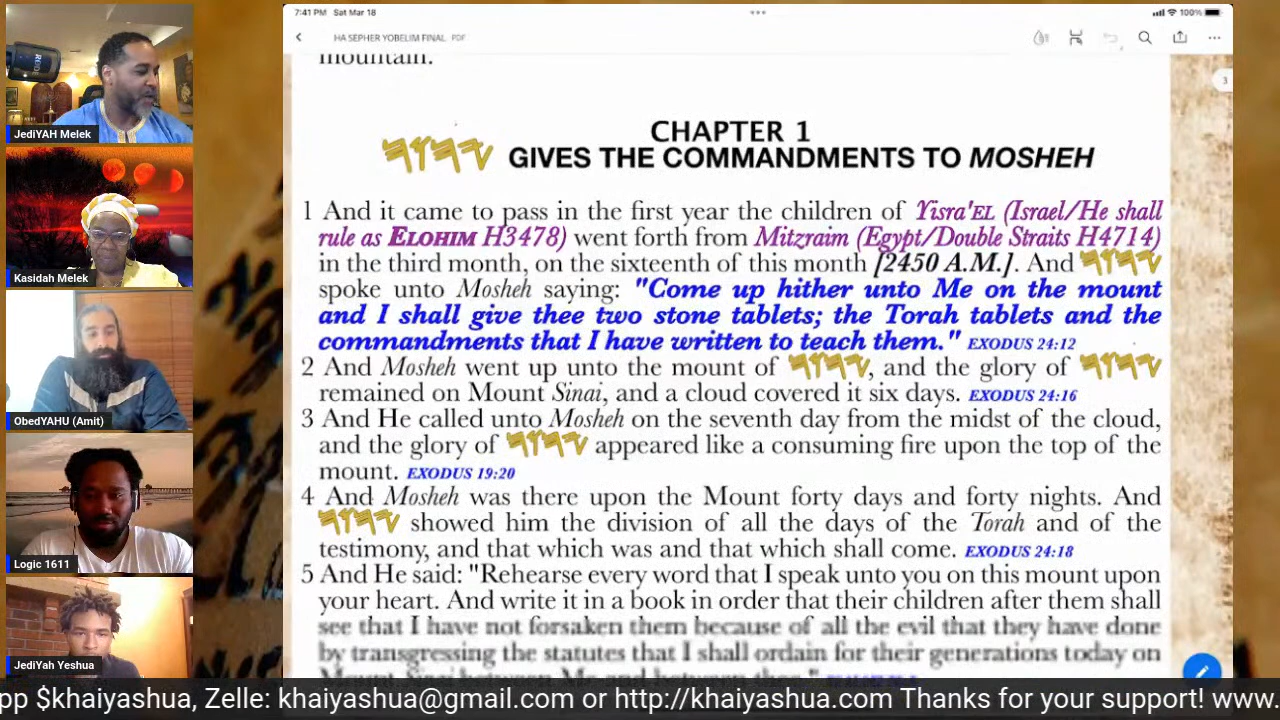 7:41 PM Sat Mar 18
100%
HA SEPHER YOBELIM FINAL PDF
3
mountain.
CHAPTER 1
𐤉𐤄𐤅𐤄 GIVES THE COMMANDMENTS TO MOSHEH
1 And it came to pass in the first year the children of Yisra'EL (Israel/He shall
rule as ELOHIM H3478) went forth from Mitzraim (Egypt/Double Straits H4714)
in the third month, on the sixteenth of this month [2450 A.M.]. And 𐤉𐤄𐤅𐤄
spoke unto Mosheh saying: "Come up hither unto Me on the mount
and I shall give thee two stone tablets; the Torah tablets and the
commandments that I have written to teach them." EXODUS 24:12
2 And Mosheh went up unto the mount of 𐤉𐤄𐤅𐤄, and the glory of 𐤉𐤄𐤅𐤄
remained on Mount Sinai, and a cloud covered it six days. EXODUS 24:16
3 And He called unto Mosheh on the seventh day from the midst of the cloud,
and the glory of 𐤉𐤄𐤅𐤄 appeared like a consuming fire upon the top of the
mount. EXODUS 19:20
4 And Mosheh was there upon the Mount forty days and forty nights. And
𐤉𐤄𐤅𐤄 showed him the division of all the days of the Torah and of the
testimony, and that which was and that which shall come. EXODUS 24:18
5 And He said: "Rehearse every word that I speak unto you on this mount upon
your heart. And write it in a book in order that their children after them shall
see that I have not forsaken them because of all the evil that they have done
by transgressing the statutes that I shall ordain for their generations today on
Mount Sinai between Me and between thee."
JediYAH Melek
Kasidah Melek
ObedYAHU (Amit)
Logic 1611
JediYah Yeshua
pp $khaiyashua, Zelle: khaiyashua@gmail.com or http://khaiyashua.com Thanks for your support! www.